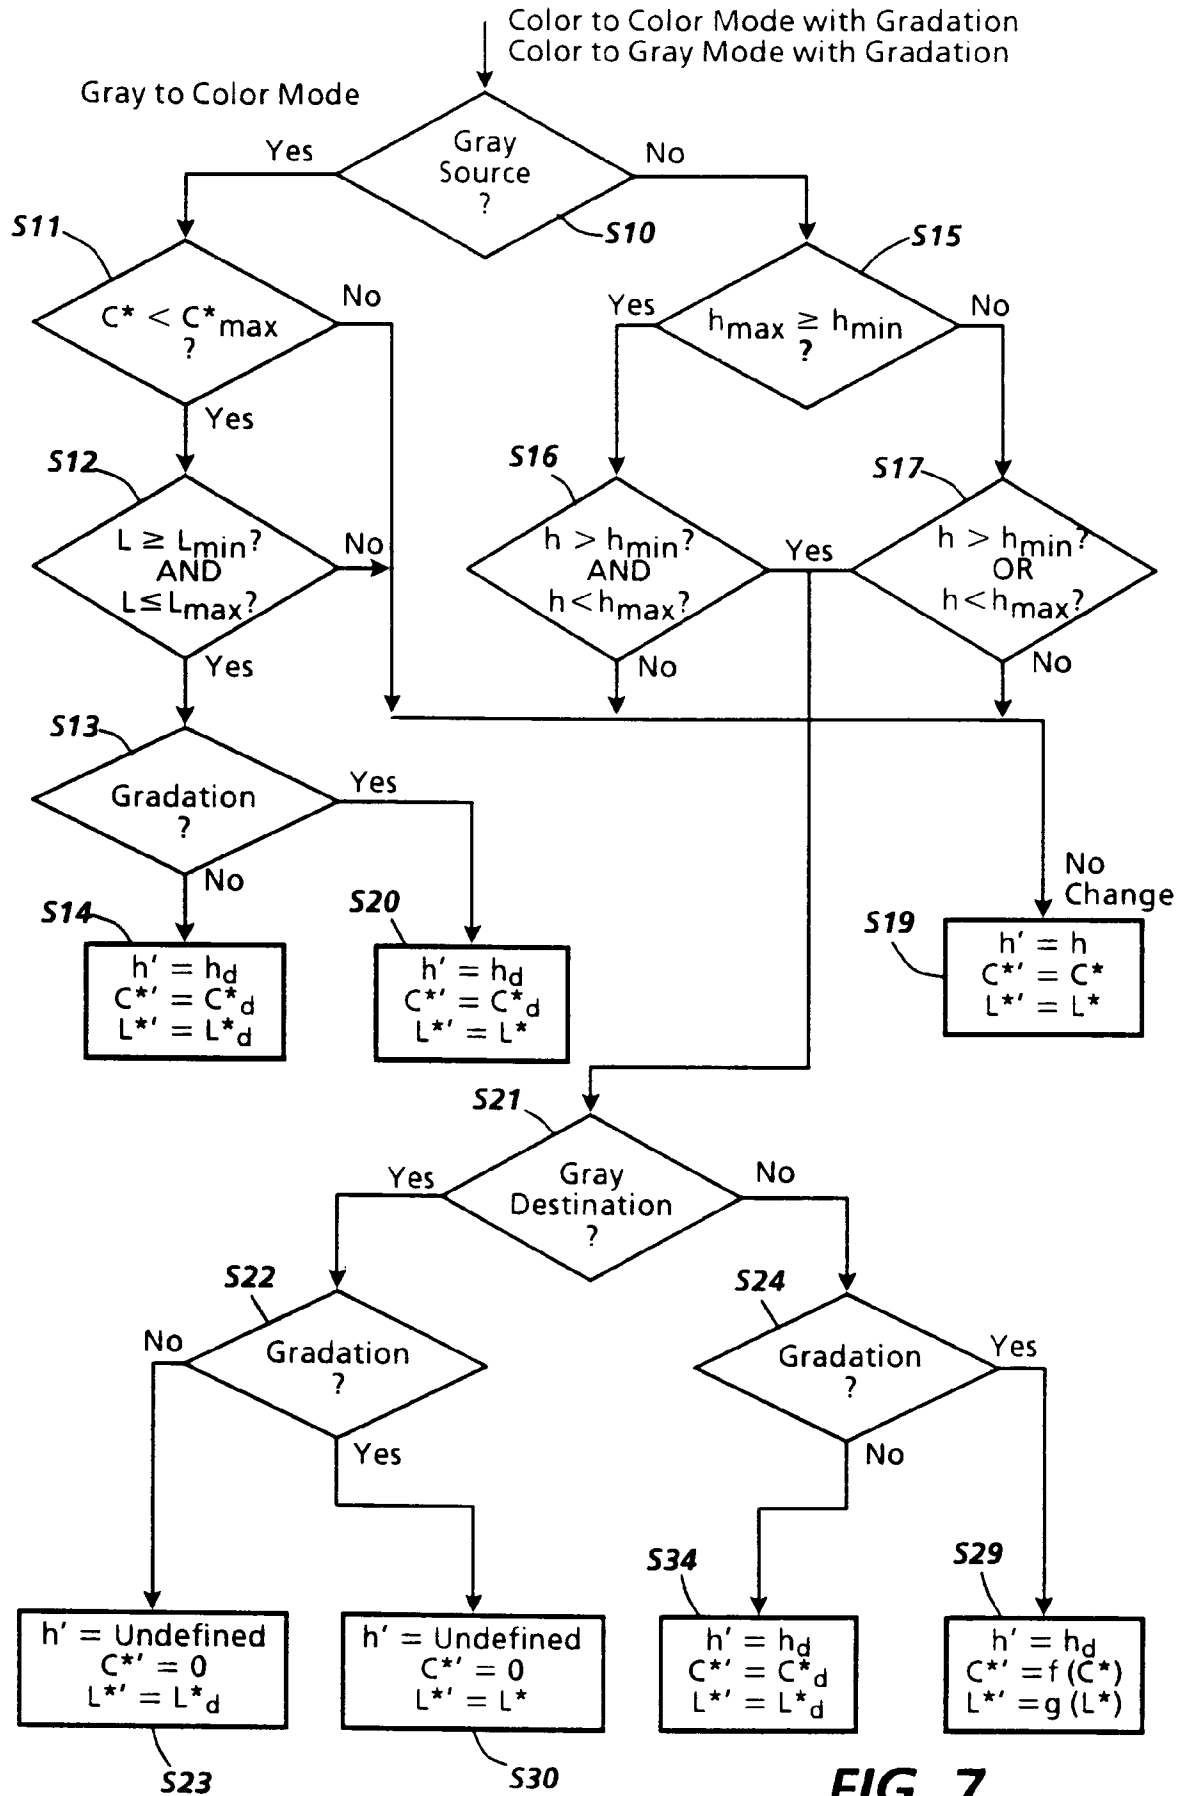 Color to Color Mode with Gradation
Color to Gray Mode with Gradation
Gray to Color Mode
Gray
Source
?
Yes
No
S10
S11
C* < C*max
?
No
Yes
S15
hmax ≥ hmin
?
Yes
No
S12
L ≥ Lmin?
AND
L≤Lmax?
No
Yes
S16
h > hmin?
AND
h<hmax?
Yes
No
S17
h > hmin?
OR
h<hmax?
No
S13
Gradation
?
Yes
No
S14
h' = hd
C*' = C*d
L*' = L*d
S20
h' = hd
C*' = C*d
L*' = L*
No
Change
S19
h' = h
C*' = C*
L*' = L*
S21
Gray
Destination
?
Yes
No
S22
Gradation
?
No
Yes
S24
Gradation
?
Yes
No
h' = Undefined
C*' = 0
L*' = L*d
S23
h' = Undefined
C*' = 0
L*' = L*
S30
S34
h' = hd
C*' = C*d
L*' = L*d
S29
h' = hd
C*' = f (C*)
L*' = g (L*)
FIG. 7